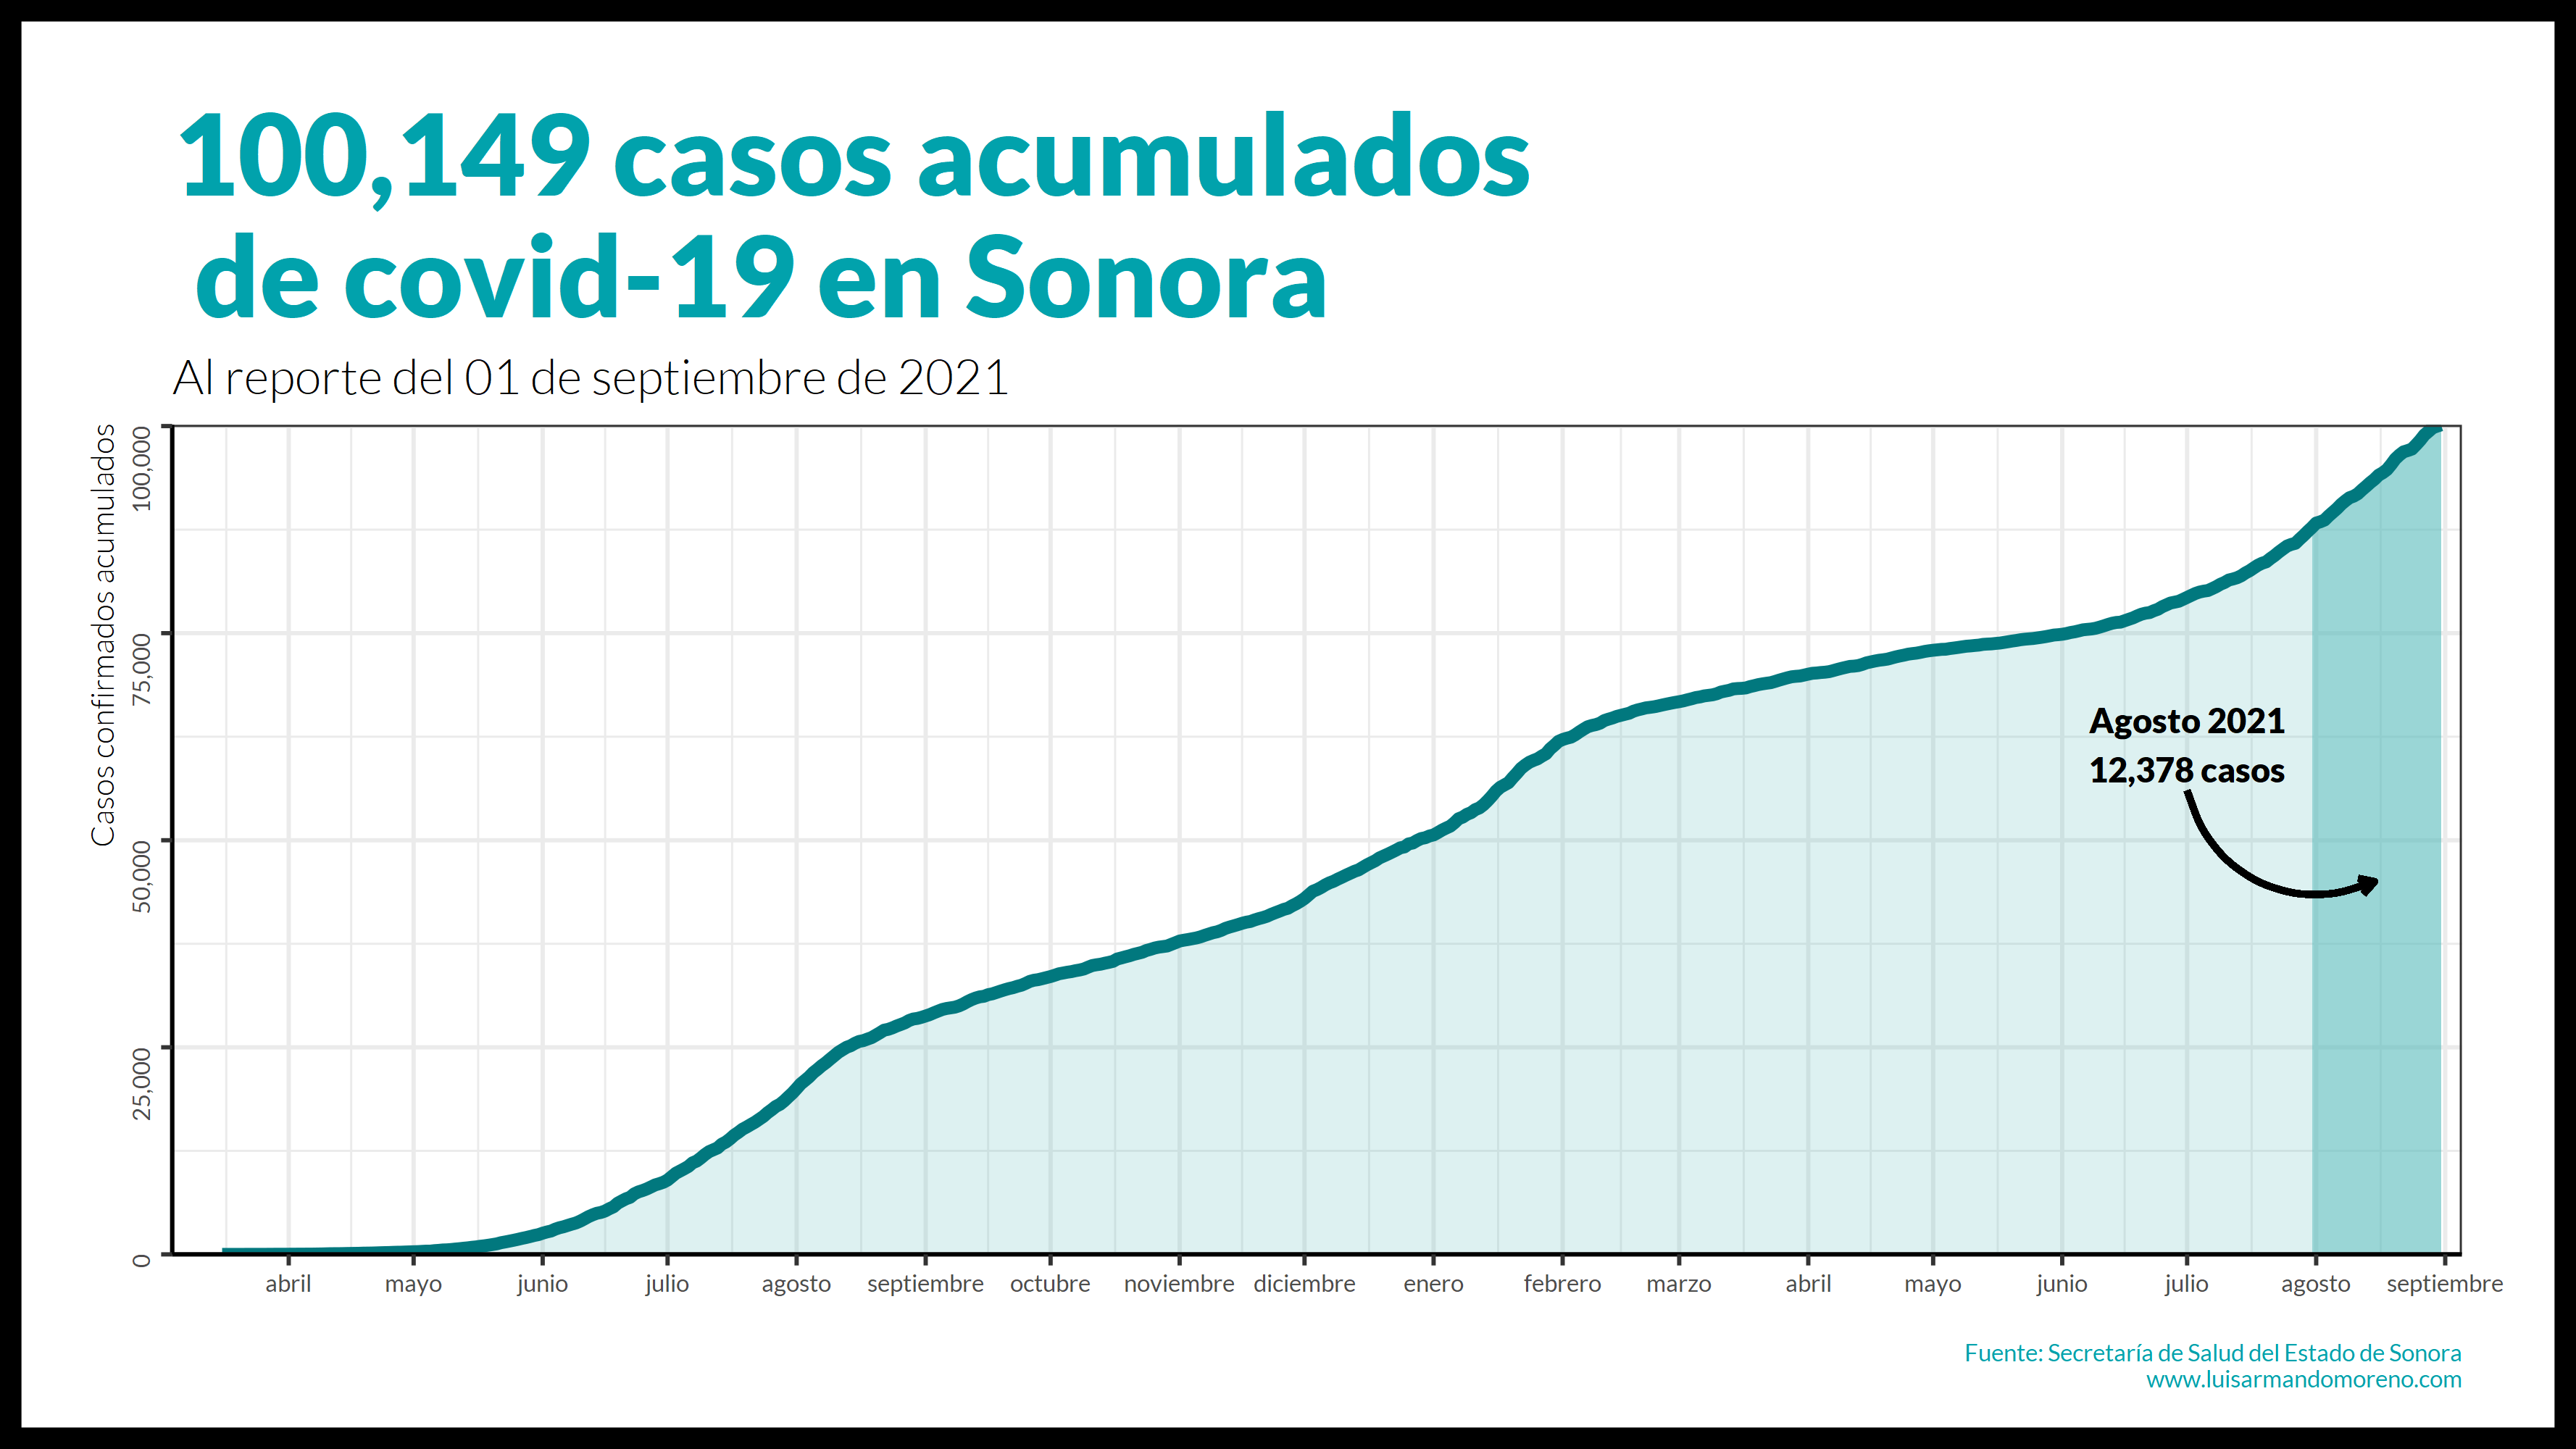 100,149 casos acumulados
de covid-19 en Sonora
Al reporte del 01 de septiembre de 2021
Casos confirmados acumulados
100,000
75,000
50,000
25,000
0
Agosto 2021
12,378 casos
abril mayo junio julio agosto septiembre octubre noviembre diciembre enero febrero marzo abril mayo junio julio agosto septiembre
Fuente: Secretaría de Salud del Estado de Sonora
www.luisarmandomoreno.com